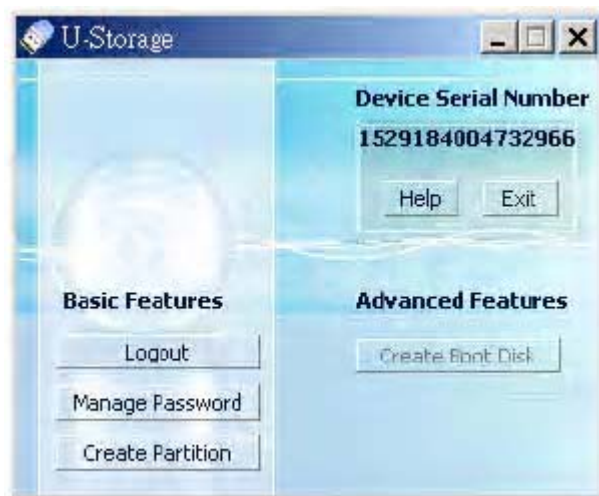 U-Storage
Device Serial Number
1529184004732966
Help
Exit
Basic Features
Advanced Features
Logout
Create Boot Disk
Manage Password
Create Partition